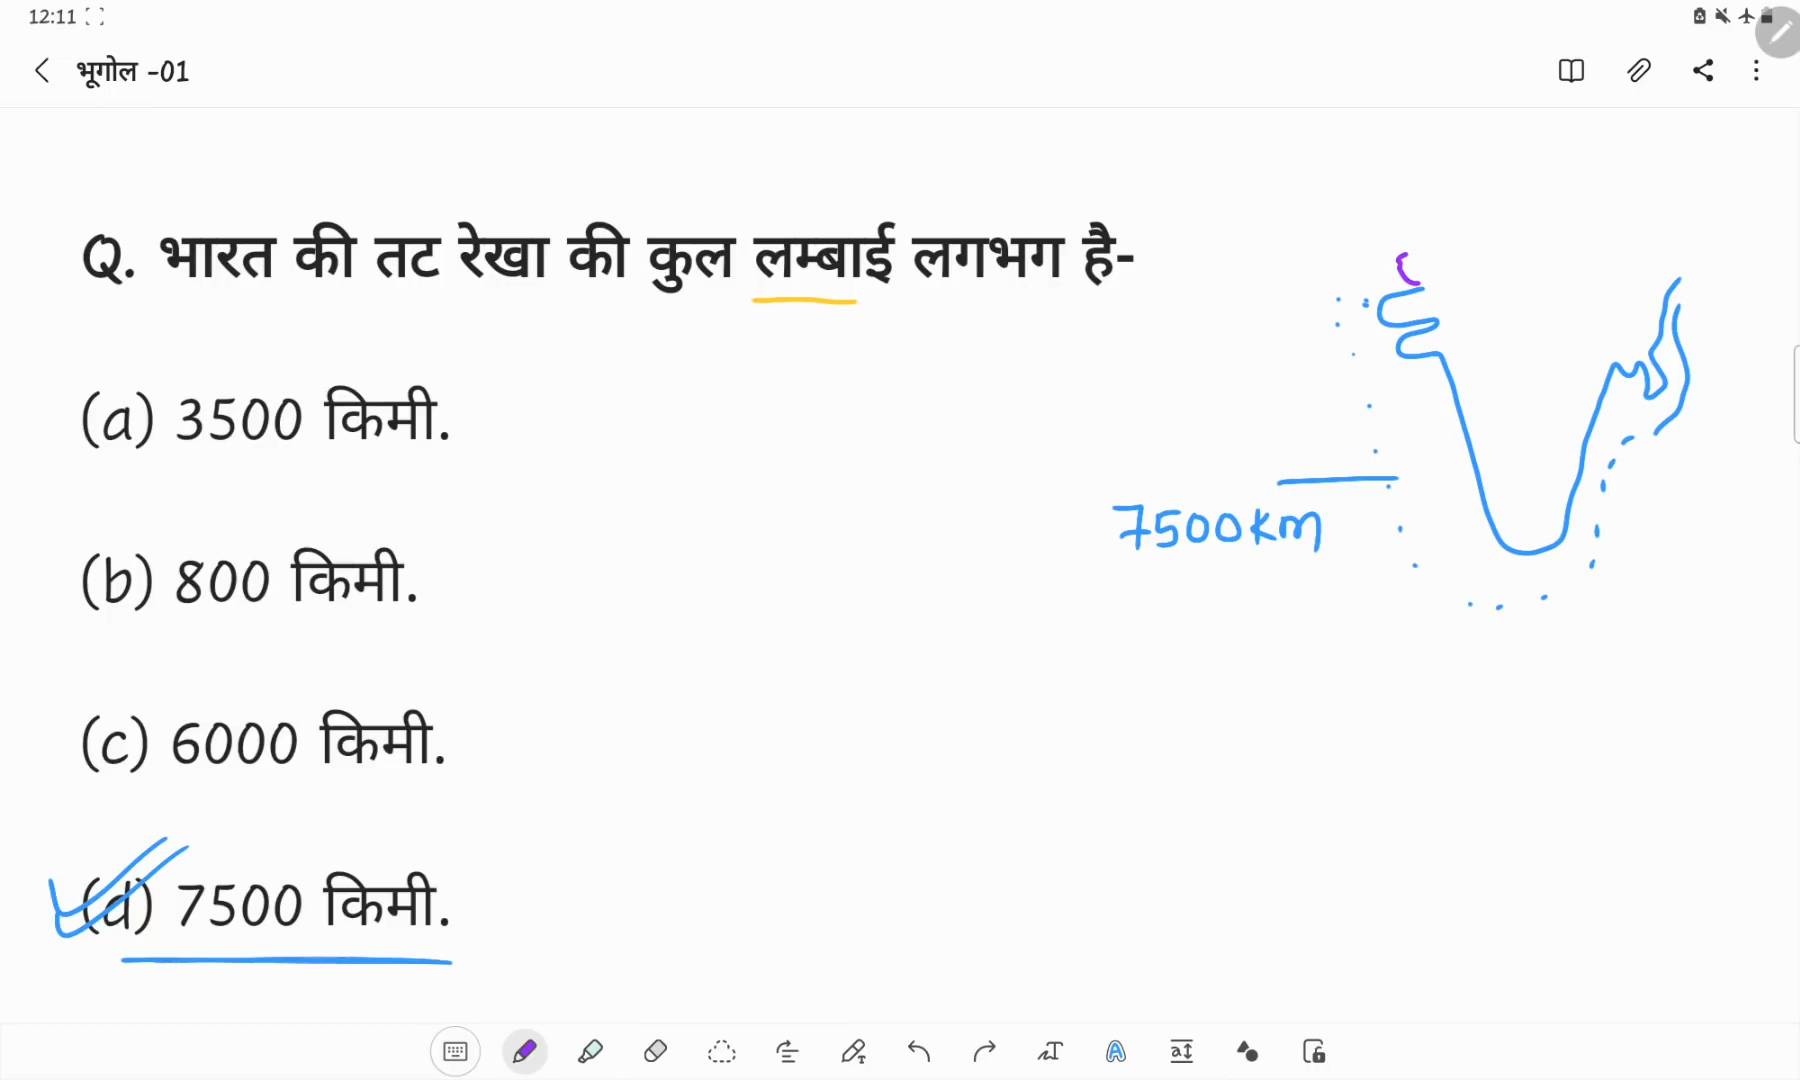 12:11
भूगोल -01
Q. भारत की तट रेखा की कुल लम्बाई लगभग है-
(a) 3500 किमी.
(b) 800 किमी.
7500km
(c) 6000 किमी.
(d) 7500 किमी.